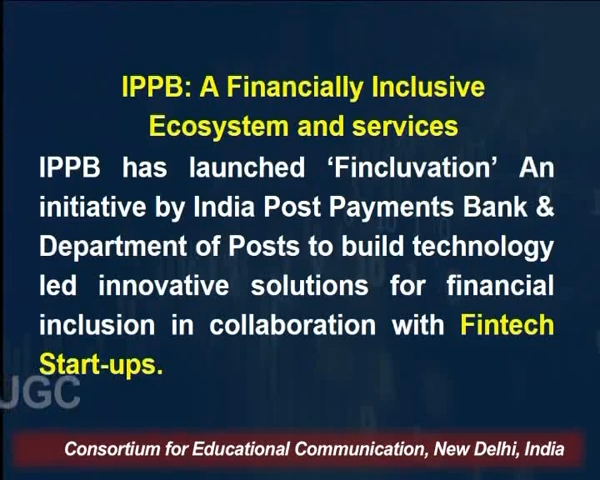 IPPB: A Financially Inclusive
Ecosystem and services
IPPB has launched ‘Fincluvation’ An
initiative by India Post Payments Bank &
Department of Posts to build technology
led innovative solutions for financial
inclusion in collaboration with Fintech
Start-ups.
JGC
Consortium for Educational Communication, New Delhi, India